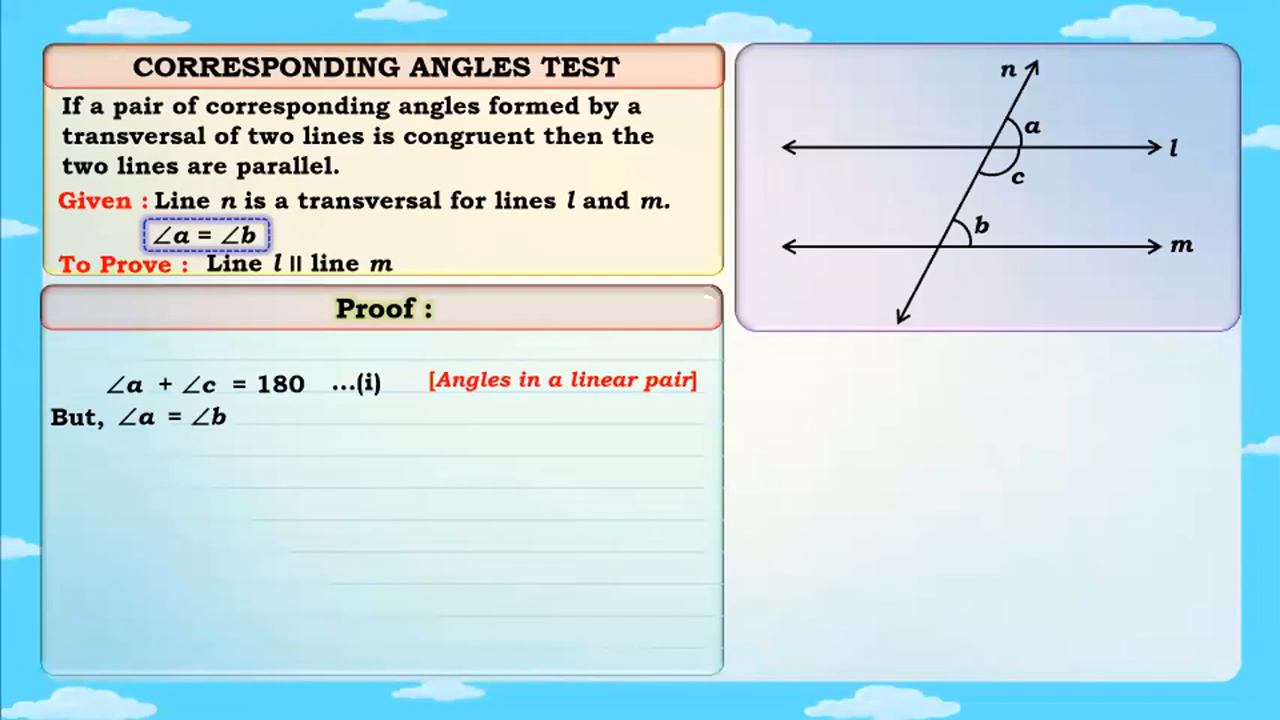 CORRESPONDING ANGLES TEST
If a pair of corresponding angles formed by a
transversal of two lines is congruent then the
two lines are parallel.
Given : Line n is a transversal for lines l and m.
∠a = ∠b
To Prove : Line l || line m
Proof :
∠a + ∠c = 180 ...(i) [Angles in a linear pair]
But, ∠a = ∠b
n
a
l
c
b
m